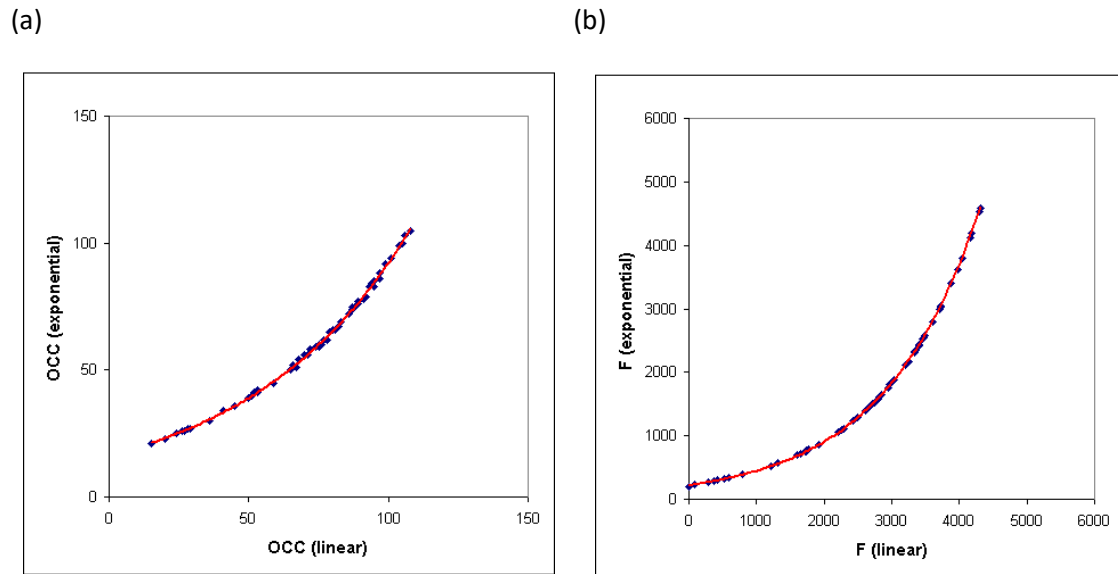 (a)
(b)
150
100
50
0
OCC (exponential)
0 50 100 150
OCC (linear)
6000
5000
4000
3000
2000
1000
0
F (exponential)
0 1000 2000 3000 4000 5000 6000
F (linear)